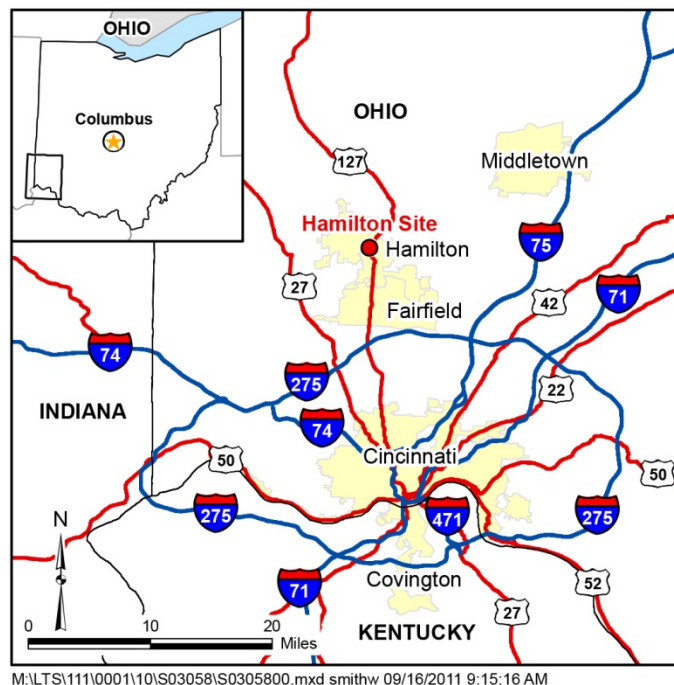 OHIO
Columbus
OHIO
127
Middletown
Hamilton Site
Hamilton
75
27
42
71
Fairfield
74
275
22
INDIANA
74
Cincinnati
50
50
275
471
275
N
Covington
71
52
27
0 10 20
Miles
KENTUCKY
M:\LTS\111\0001\10\S03058\S0305800.mxd smithw 09/16/2011 9:15:16 AM